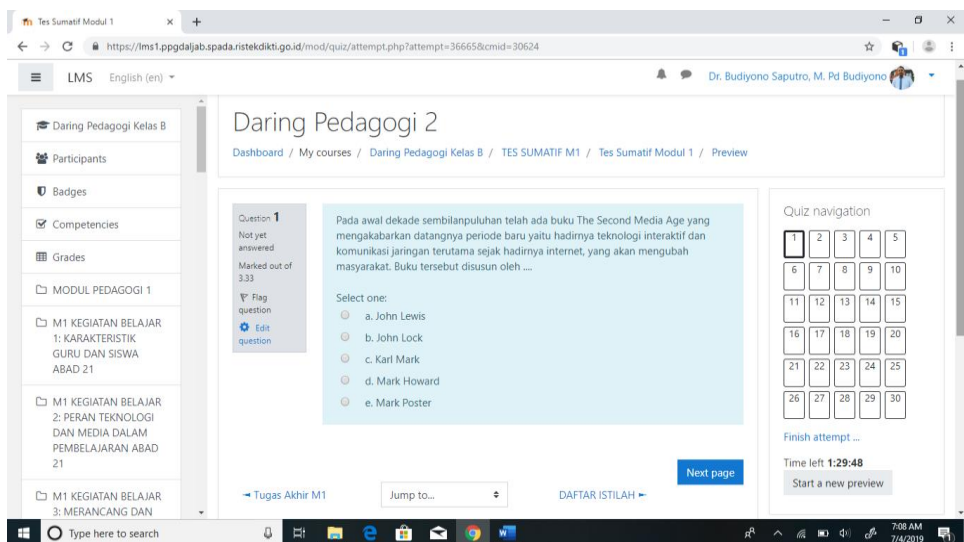 Tes Sumatif Modul 1
https://lms1.ppgdaljab.spada.ristekdikti.go.id/mod/quiz/attempt.php?attempt=36665&cmid=30624
LMS English (en)
Dr. Budiyono Saputro, M. Pd Budiyono
Daring Pedagogi Kelas B
Participants
Badges
Competencies
Grades
MODUL PEDAGOGI 1
M1 KEGIATAN BELAJAR
1: KARAKTERISTIK
GURU DAN SISWA
ABAD 21
M1 KEGIATAN BELAJAR
2: PERAN TEKNOLOGI
DAN MEDIA DALAM
PEMBELAJARAN ABAD
21
M1 KEGIATAN BELAJAR
3: MERANCANG DAN
Daring Pedagogi 2
Dashboard / My courses / Daring Pedagogi Kelas B / TES SUMATIF M1 / Tes Sumatif Modul 1 / Preview
Question 1
Not yet
answered
Marked out of
3.33
Flag
question
Edit
question
Pada awal dekade sembilanpuluhan telah ada buku The Second Media Age yang
mengakabarkan datangnya periode baru yaitu hadirnya teknologi interaktif dan
komunikasi jaringan terutama sejak hadirnya internet, yang akan mengubah
masyarakat. Buku tersebut disusun oleh ....
Select one:
a. John Lewis
b. John Lock
c. Karl Mark
d. Mark Howard
e. Mark Poster
Next page
Tugas Akhir M1
Jump to...
DAFTAR ISTILAH
Quiz navigation
1 2 3 4 5
6 7 8 9 10
11 12 13 14 15
16 17 18 19 20
21 22 23 24 25
26 27 28 29 30
Finish attempt ...
Time left 1:29:48
Start a new preview
Type here to search
7:08 AM
7/4/2019